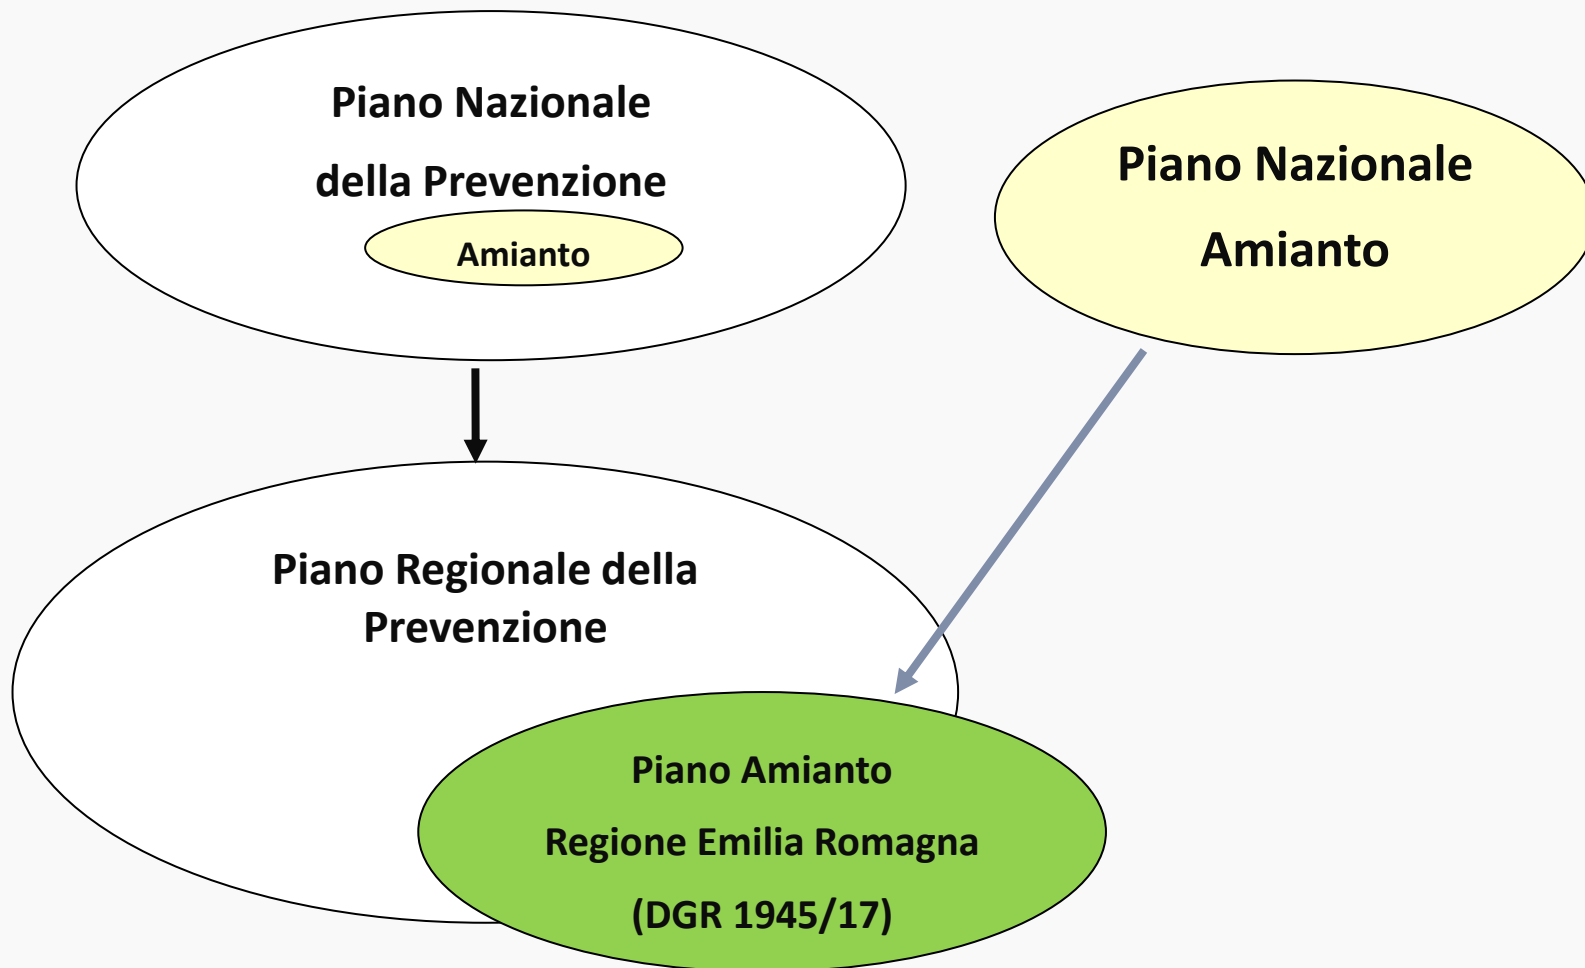 Piano Nazionale
della Prevenzione
Amianto
Piano Nazionale
Amianto
Piano Regionale della
Prevenzione
Piano Amianto
Regione Emilia Romagna
(DGR 1945/17)